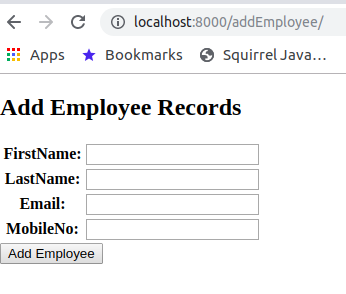 localhost:8000/addEmployee/
Apps Bookmarks Squirrel Java…
Add Employee Records
FirstName:
LastName:
Email:
MobileNo:
Add Employee